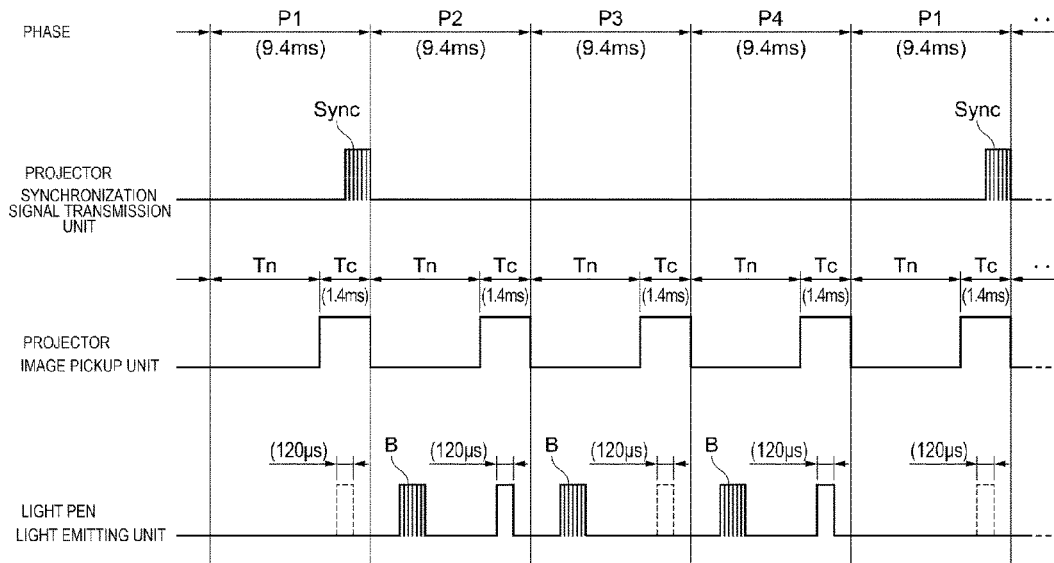 PHASE
P1 P2 P3 P4 P1 ··
(9.4ms) (9.4ms) (9.4ms) (9.4ms) (9.4ms)
Sync Sync
PROJECTOR
SYNCHRONIZATION
SIGNAL TRANSMISSION
UNIT
Tn Tc Tn Tc Tn Tc Tn Tc Tn Tc ··
(1.4ms) (1.4ms) (1.4ms) (1.4ms) (1.4ms)
PROJECTOR
IMAGE PICKUP UNIT
(120μs) B (120μs) B (120μs) B (120μs) (120μs)
LIGHT PEN
LIGHT EMITTING UNIT